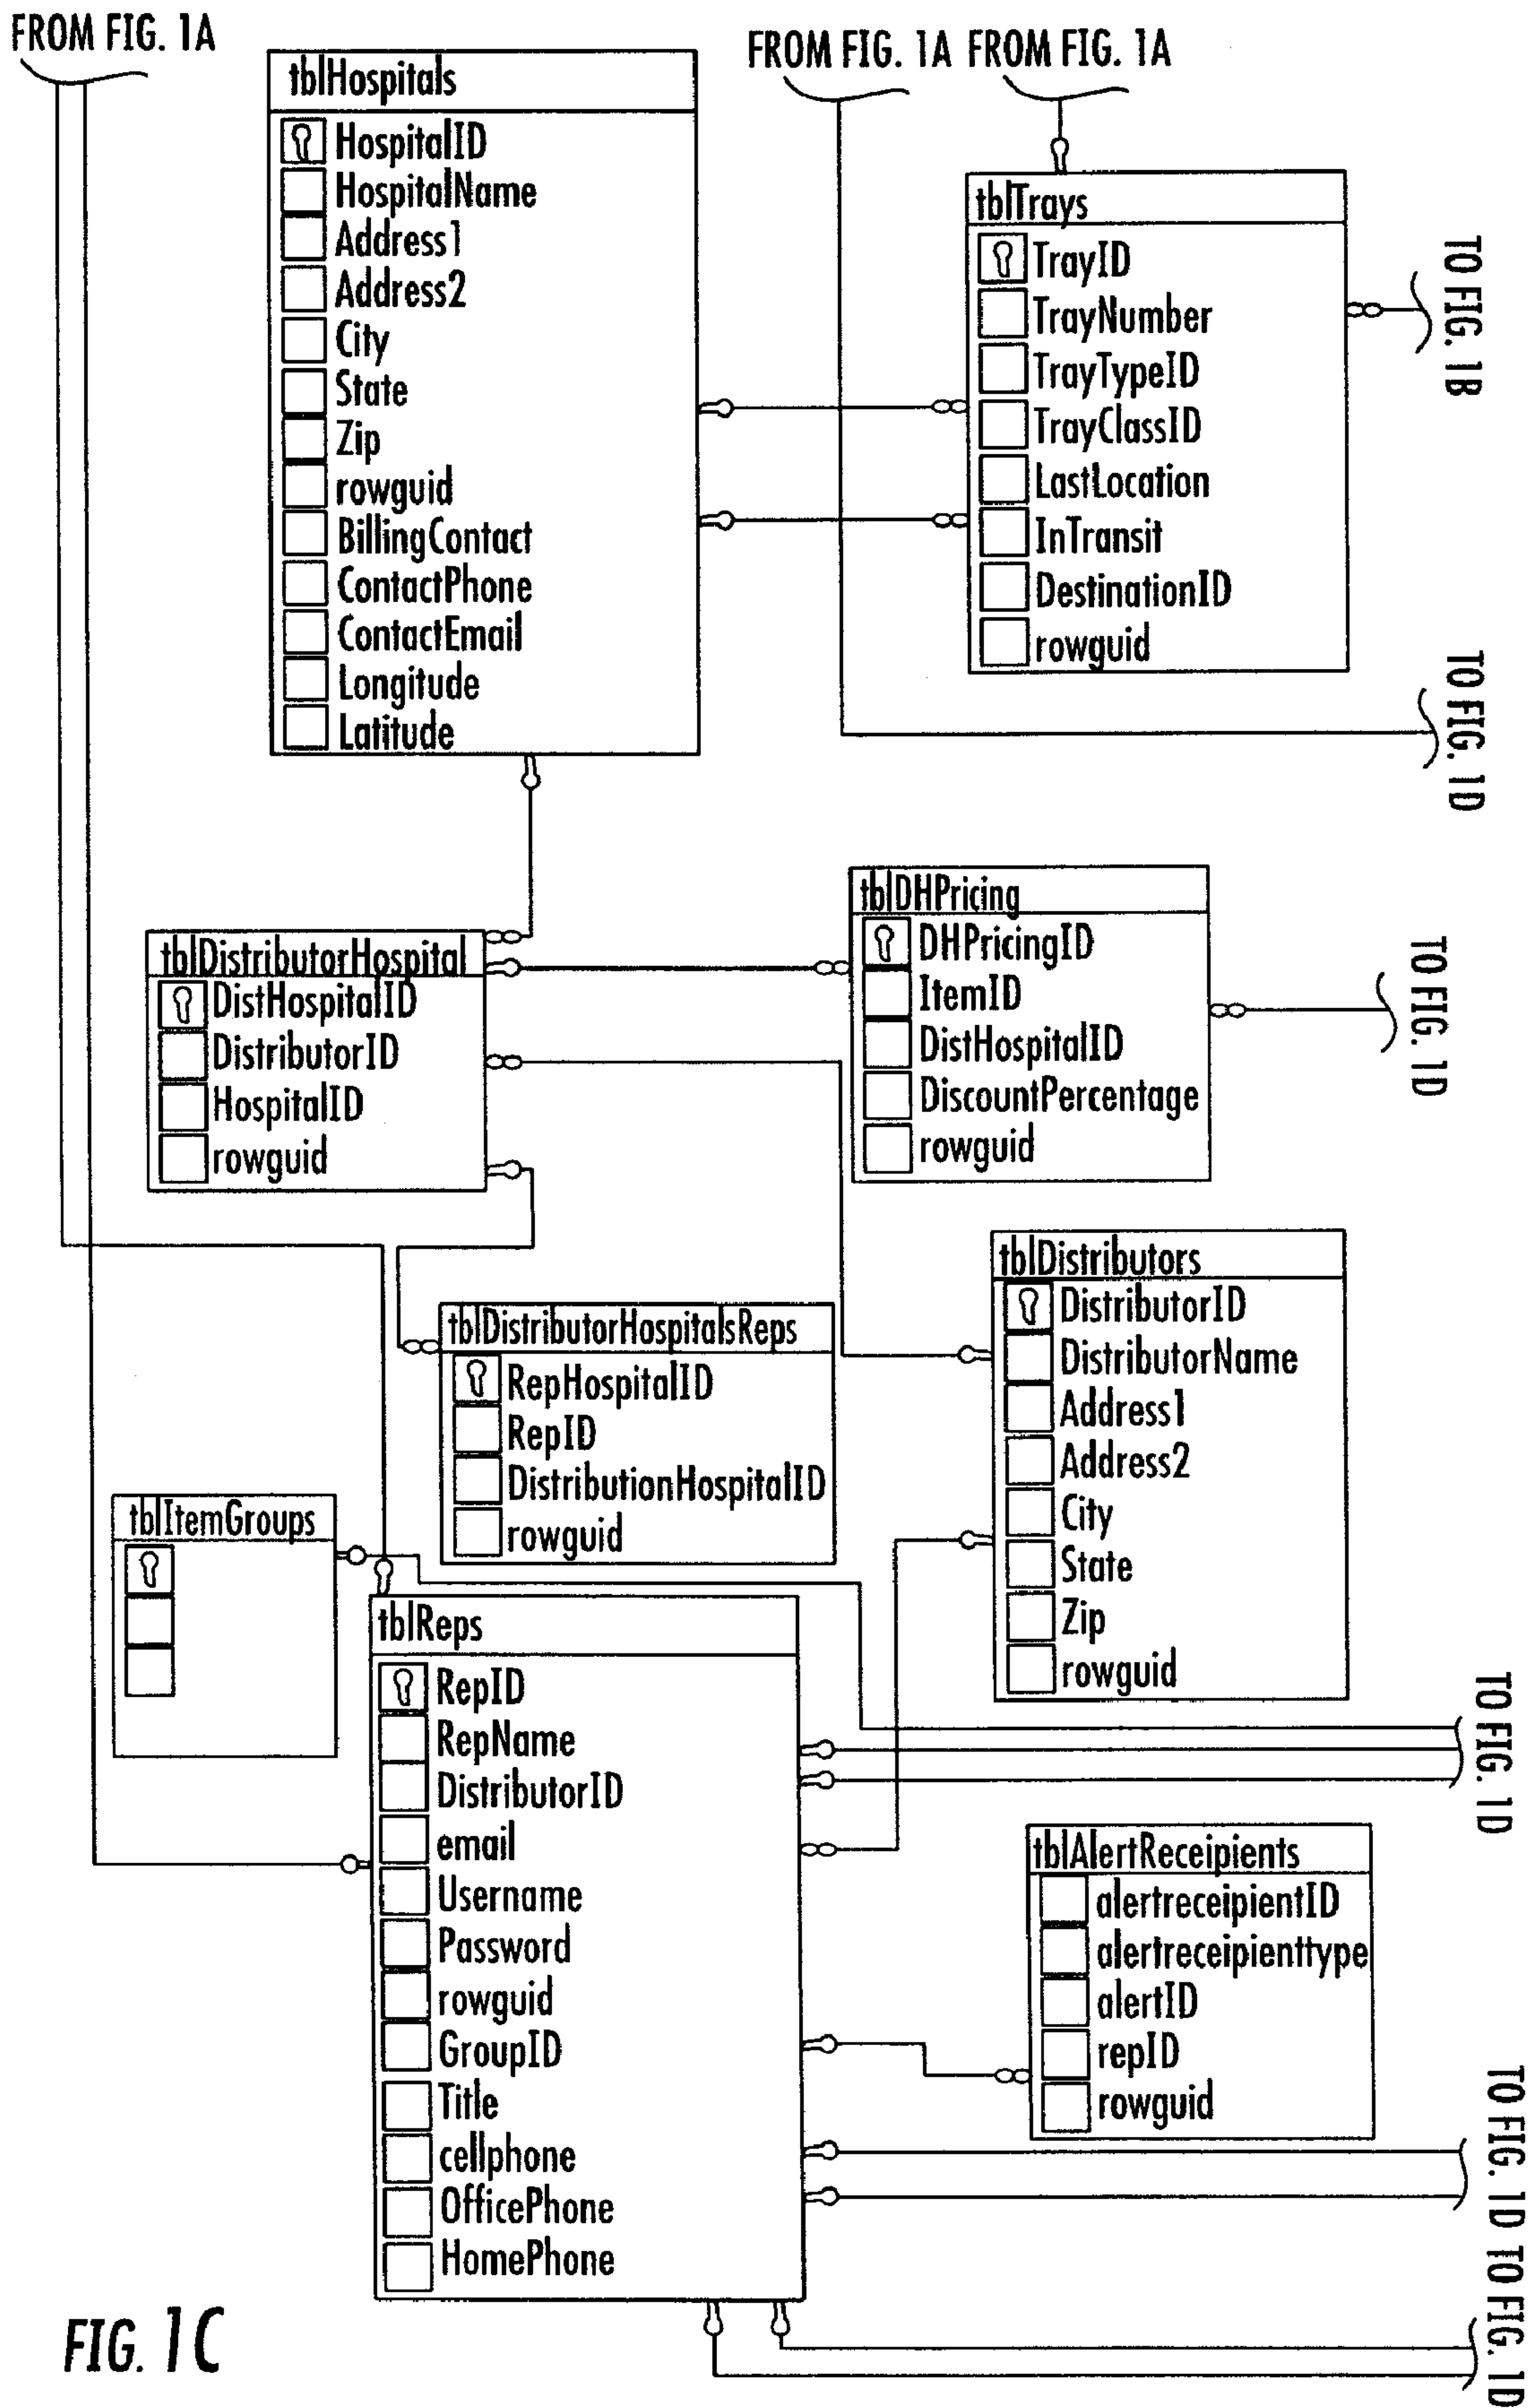 FROM FIG. 1A
FROM FIG. 1A
FROM FIG. 1A
tblHospitals
HospitalID
HospitalName
Address1
Address2
City
State
Zip
rowguid
BillingContact
ContactPhone
ContactEmail
Longitude
Latitude
tblTrays
TrayID
TrayNumber
TrayTypeID
TrayClassID
LastLocation
InTransit
DestinationID
rowguid
TO FIG. 1B
TO FIG. 1D
tblDistributorHospital
DistHospitalID
DistributorID
HospitalID
rowguid
tblDHPricing
DHPricingID
ItemID
DistHospitalID
DiscountPercentage
rowguid
TO FIG. 1D
tblDistributors
DistributorID
DistributorName
Address1
Address2
City
State
Zip
rowguid
tblDistributorHospitalsReps
RepHospitalID
RepID
DistributionHospitalID
rowguid
tblItemGroups
tblReps
RepID
RepName
DistributorID
email
Username
Password
rowguid
GroupID
Title
cellphone
OfficePhone
HomePhone
TO FIG. 1D
tblAlertReceipients
alertreceipientID
alertreceipienttype
alertID
repID
rowguid
TO FIG. 1D
TO FIG. 1D
FIG. 1C